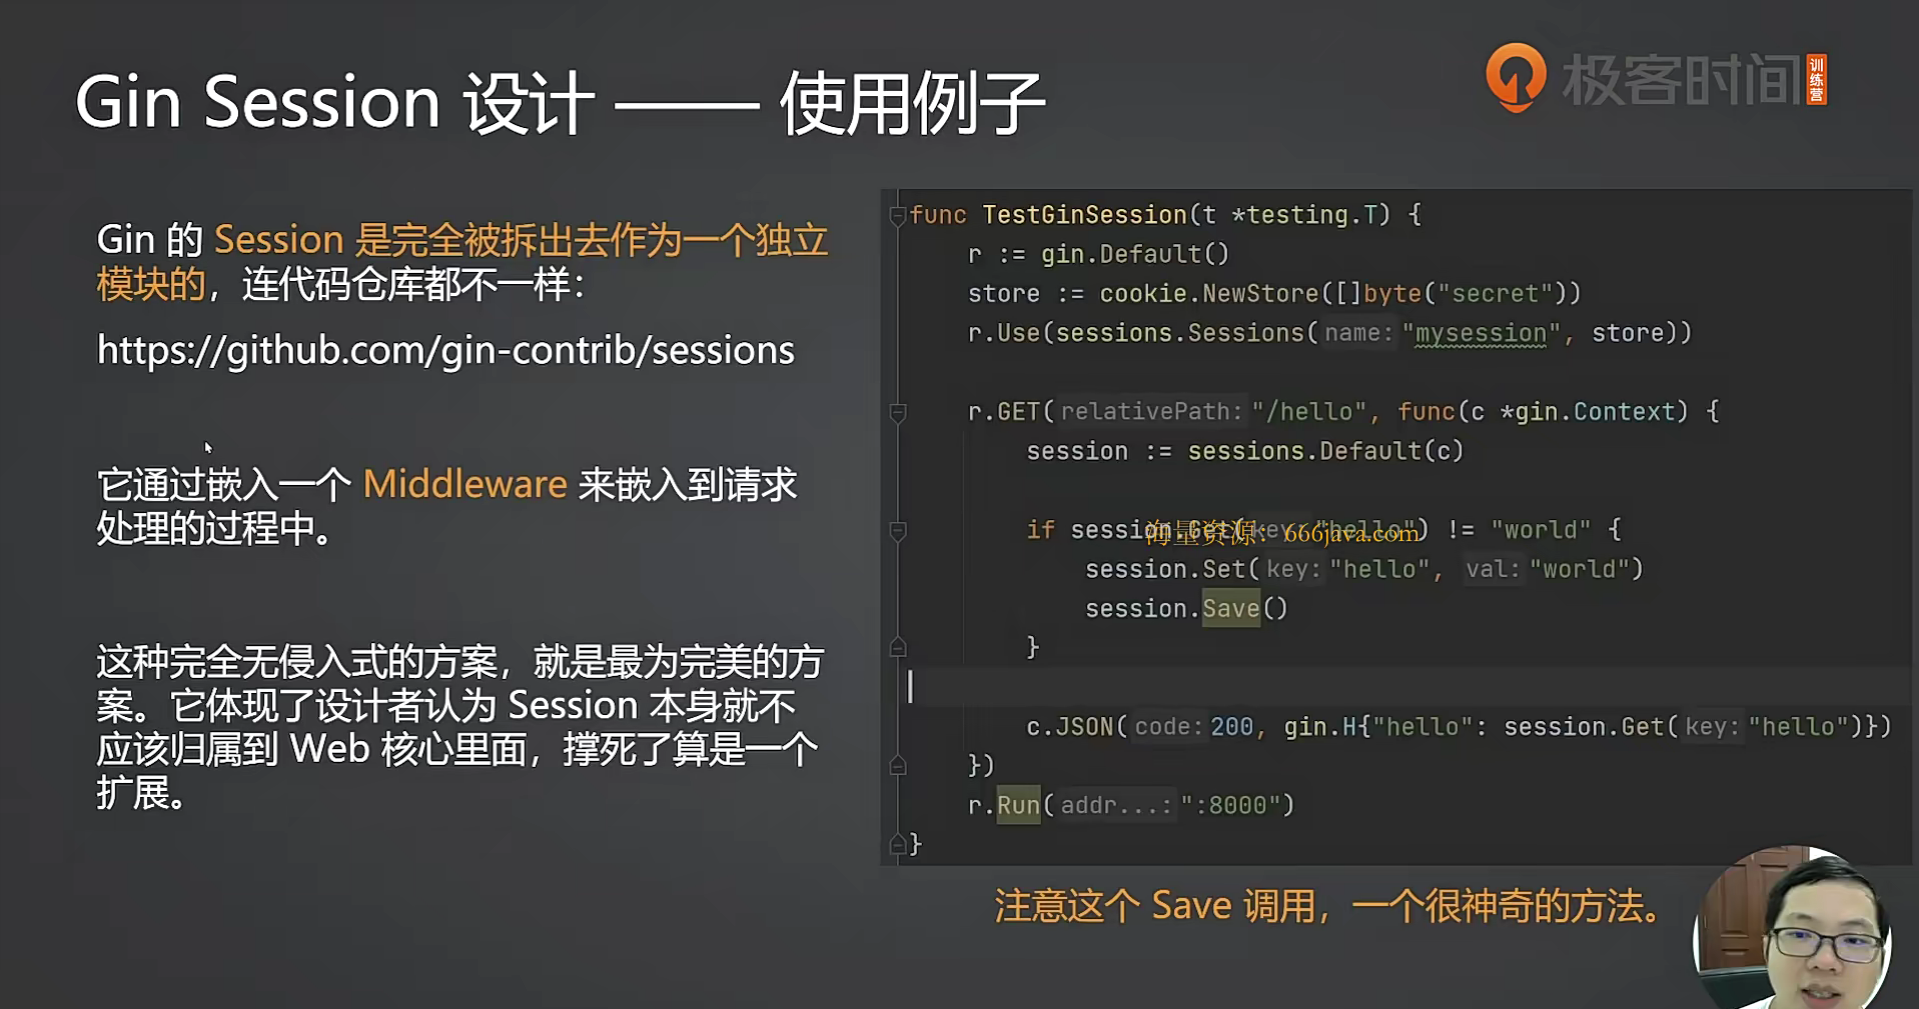 Gin Session 设计 —— 使用例子
极客时间
训练营
Gin 的 Session 是完全被拆出去作为一个独立
模块的，连代码仓库都不一样：
https://github.com/gin-contrib/sessions
它通过嵌入一个 Middleware 来嵌入到请求
处理的过程中。
这种完全无侵入式的方案，就是最为完美的方
案。它体现了设计者认为 Session 本身就不
应该归属到 Web 核心里面，撑死了算是一个
扩展。
func TestGinSession(t *testing.T) {
r := gin.Default()
store := cookie.NewStore([]byte("secret"))
r.Use(sessions.Sessions( name: "mysession", store))
r.GET( relativePath: "/hello", func(c *gin.Context) {
session := sessions.Default(c)
if session.Get( key: "hello") != "world" {
海量资源：666java.com
session.Set( key: "hello", val: "world")
session.Save()
}
c.JSON( code: 200, gin.H{"hello": session.Get( key: "hello")})
})
r.Run( addr...: ":8000")
}
注意这个 Save 调用，一个很神奇的方法。